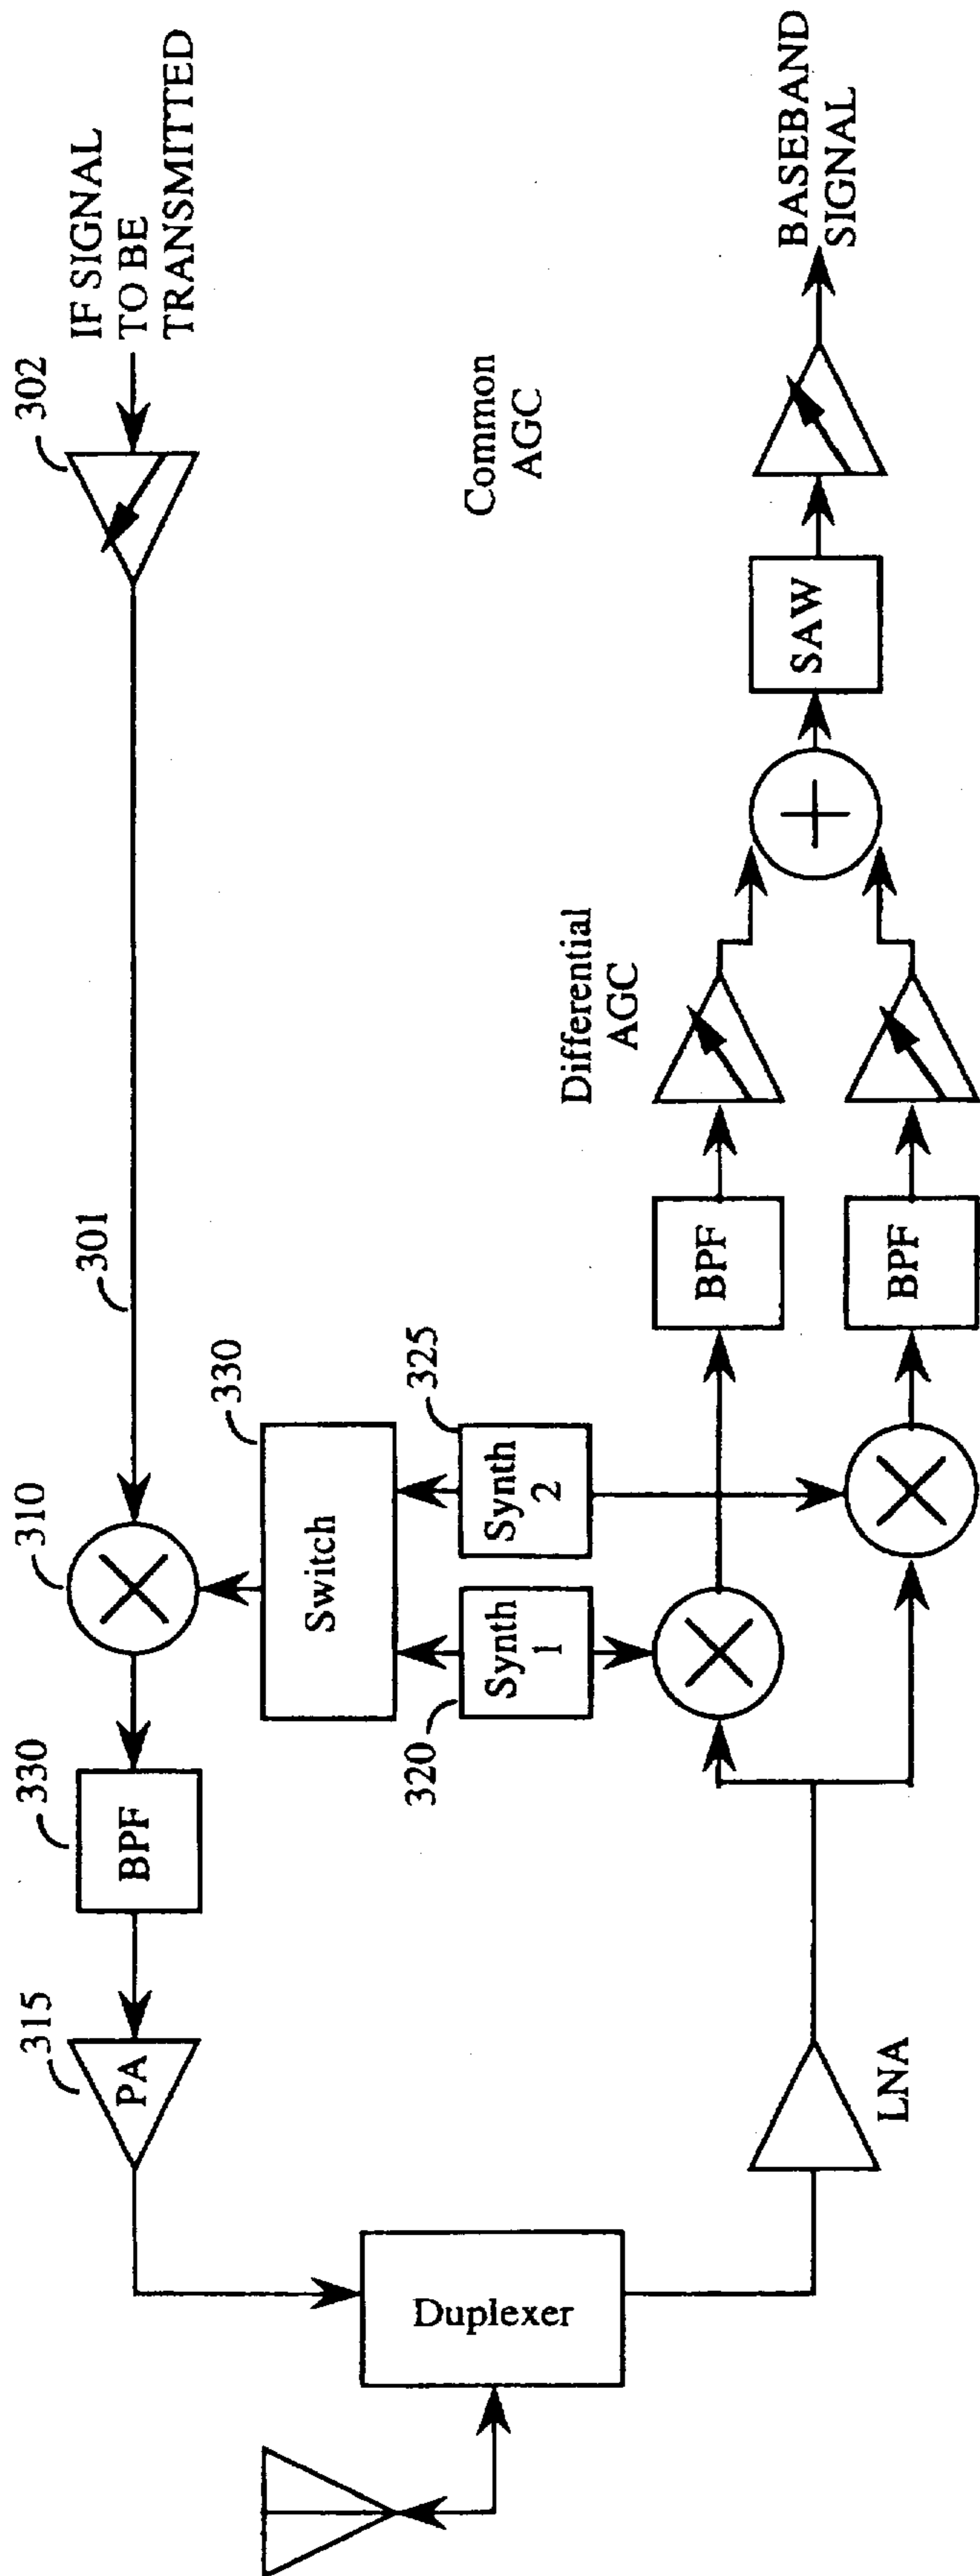 IF SIGNAL
TO BE
TRANSMITTED
302
301
310
330
BPF
315
PA
330
Switch
325
Synth
2
320
Synth
1
Duplexer
LNA
BPF
BPF
Differential
AGC
SAW
Common
AGC
BASEBAND
SIGNAL